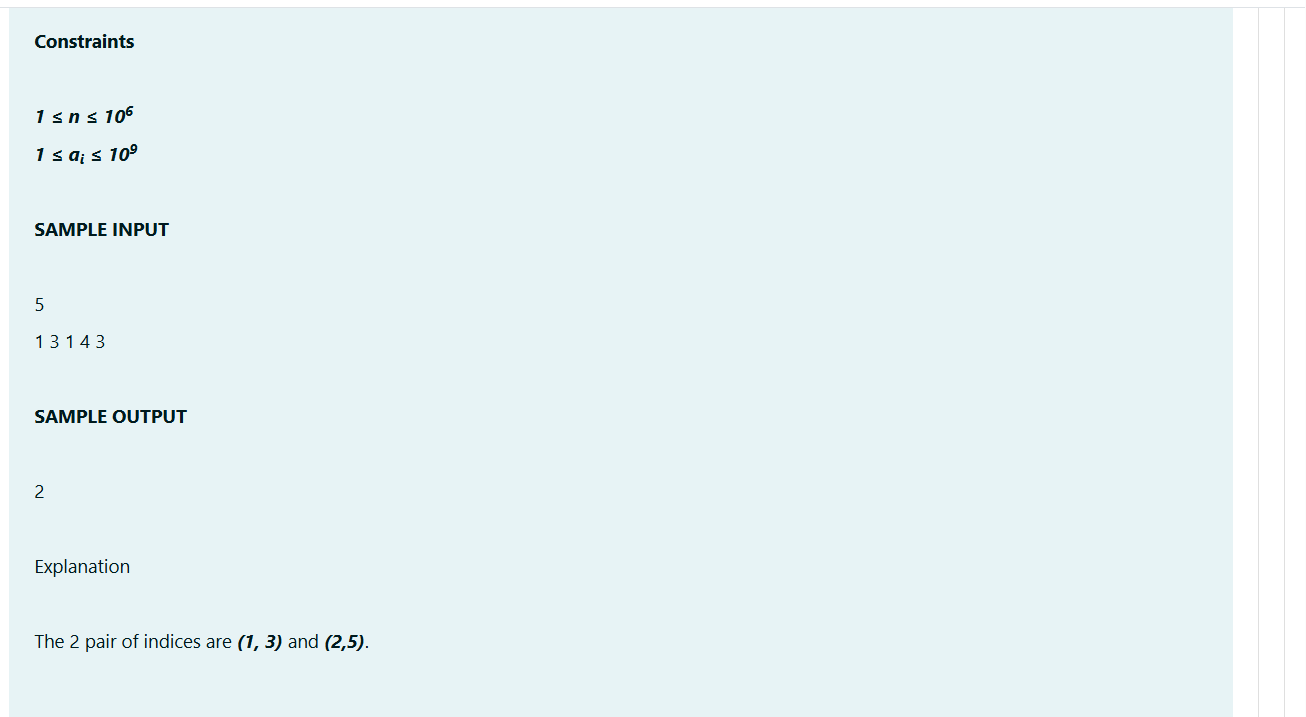 Constraints
1 ≤ n ≤ 10⁶
1 ≤ aᵢ ≤ 10⁹
SAMPLE INPUT
5
1 3 1 4 3
SAMPLE OUTPUT
2
Explanation
The 2 pair of indices are (1, 3) and (2,5).